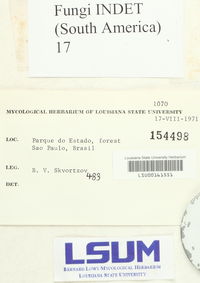 Fungi INDET
(South America)
17
1070
MYCOLOGICAL HERBARIUM OF LOUISIANA STATE UNIVERSITY
17-VIII-1971
LOC. Parque do Estado, forest
Sao Paulo, Brasil
154498
Louisiana State University Herbarium
LEG. B. V. Skvortzov 483
DET.
LSUM
BERNARD LOWY MYCOLOGICAL HERBARIUM
LOUISIANA STATE UNIVERSITY